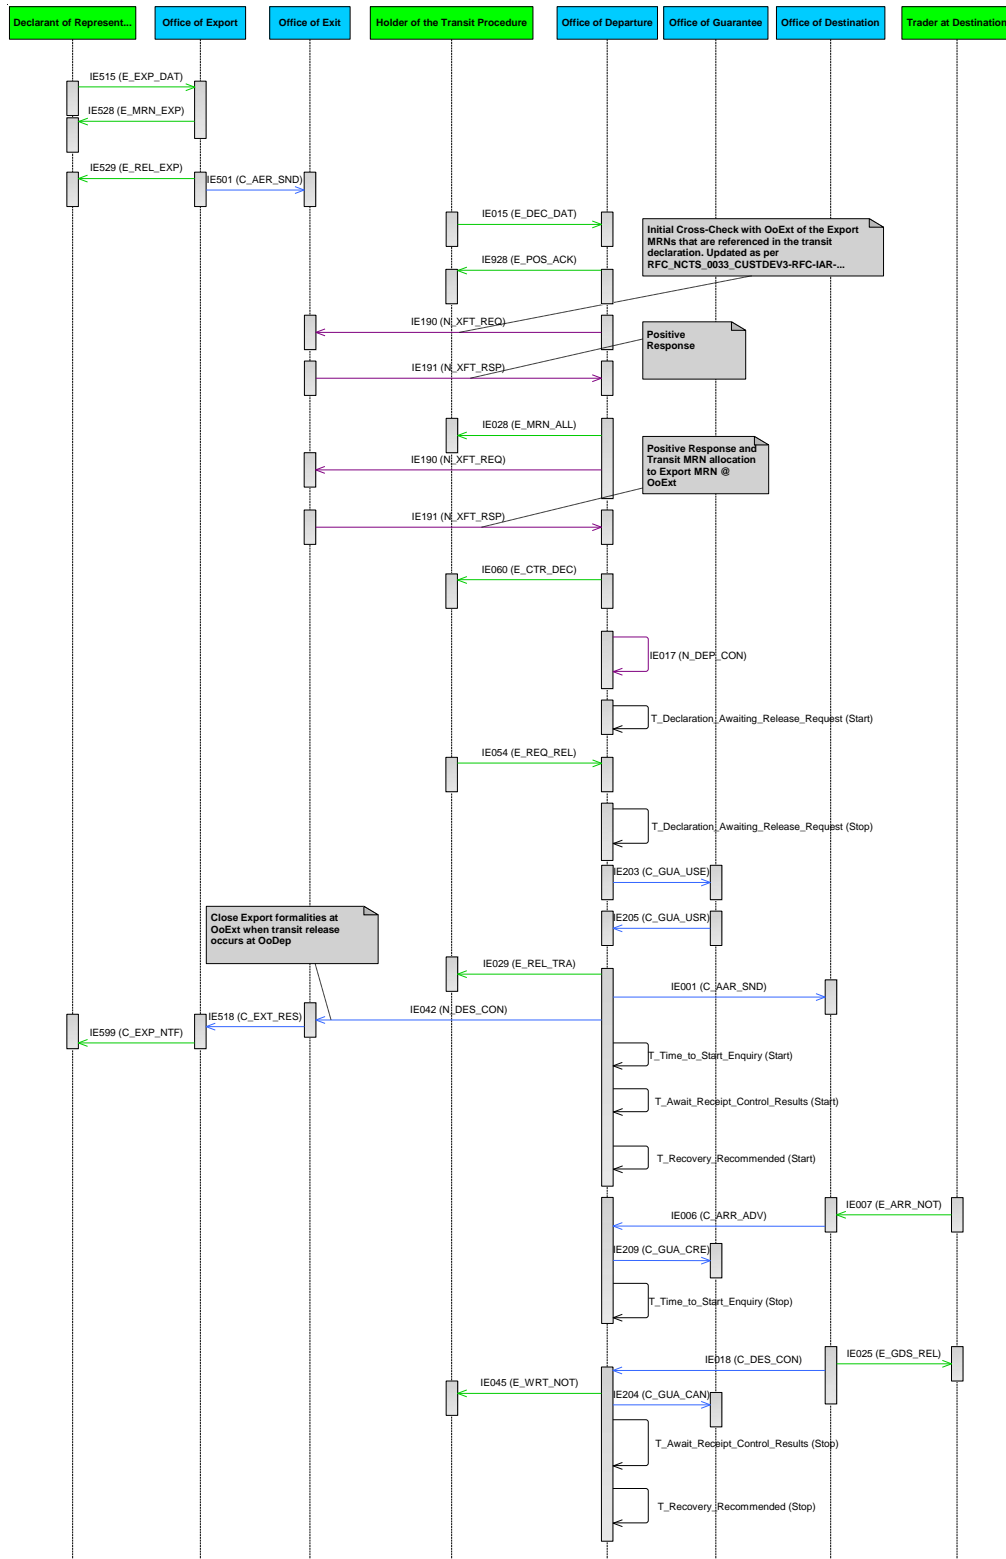 Declarant of Represent...
Office of Export
Office of Exit
Holder of the Transit Procedure
Office of Departure
Office of Guarantee
Office of Destination
Trader at Destination
IE515 (E_EXP_DAT)
IE528 (E_MRN_EXP)
IE529 (E_REL_EXP)
IE501 (C_AER_SND)
IE015 (E_DEC_DAT)
Initial Cross-Check with OoExt of the Export
MRNs that are referenced in the transit
declaration. Updated as per
RFC_NCTS_0033_CUSTDEV3-RFC-IAR-...
IE928 (E_POS_ACK)
IE190 (N_XFT_REQ)
Positive
Response
IE191 (N_XFT_RSP)
IE028 (E_MRN_ALL)
Positive Response and
Transit MRN allocation
to Export MRN @
OoExt
IE190 (N_XFT_REQ)
IE191 (N_XFT_RSP)
IE060 (E_CTR_DEC)
IE017 (N_DEP_CON)
T_Declaration_Awaiting_Release_Request (Start)
IE054 (E_REQ_REL)
T_Declaration_Awaiting_Release_Request (Stop)
IE203 (C_GUA_USE)
Close Export formalities at
OoExt when transit release
occurs at OoDep
IE205 (C_GUA_USR)
IE029 (E_REL_TRA)
IE001 (C_AAR_SND)
IE042 (N_DES_CON)
IE518 (C_EXT_RES)
IE599 (C_EXP_NTF)
T_Time_to_Start_Enquiry (Start)
T_Await_Receipt_Control_Results (Start)
T_Recovery_Recommended (Start)
IE007 (E_ARR_NOT)
IE006 (C_ARR_ADV)
IE209 (C_GUA_CRE)
T_Time_to_Start_Enquiry (Stop)
IE025 (E_GDS_REL)
IE018 (C_DES_CON)
IE045 (E_WRT_NOT)
IE204 (C_GUA_CAN)
T_Await_Receipt_Control_Results (Stop)
T_Recovery_Recommended (Stop)